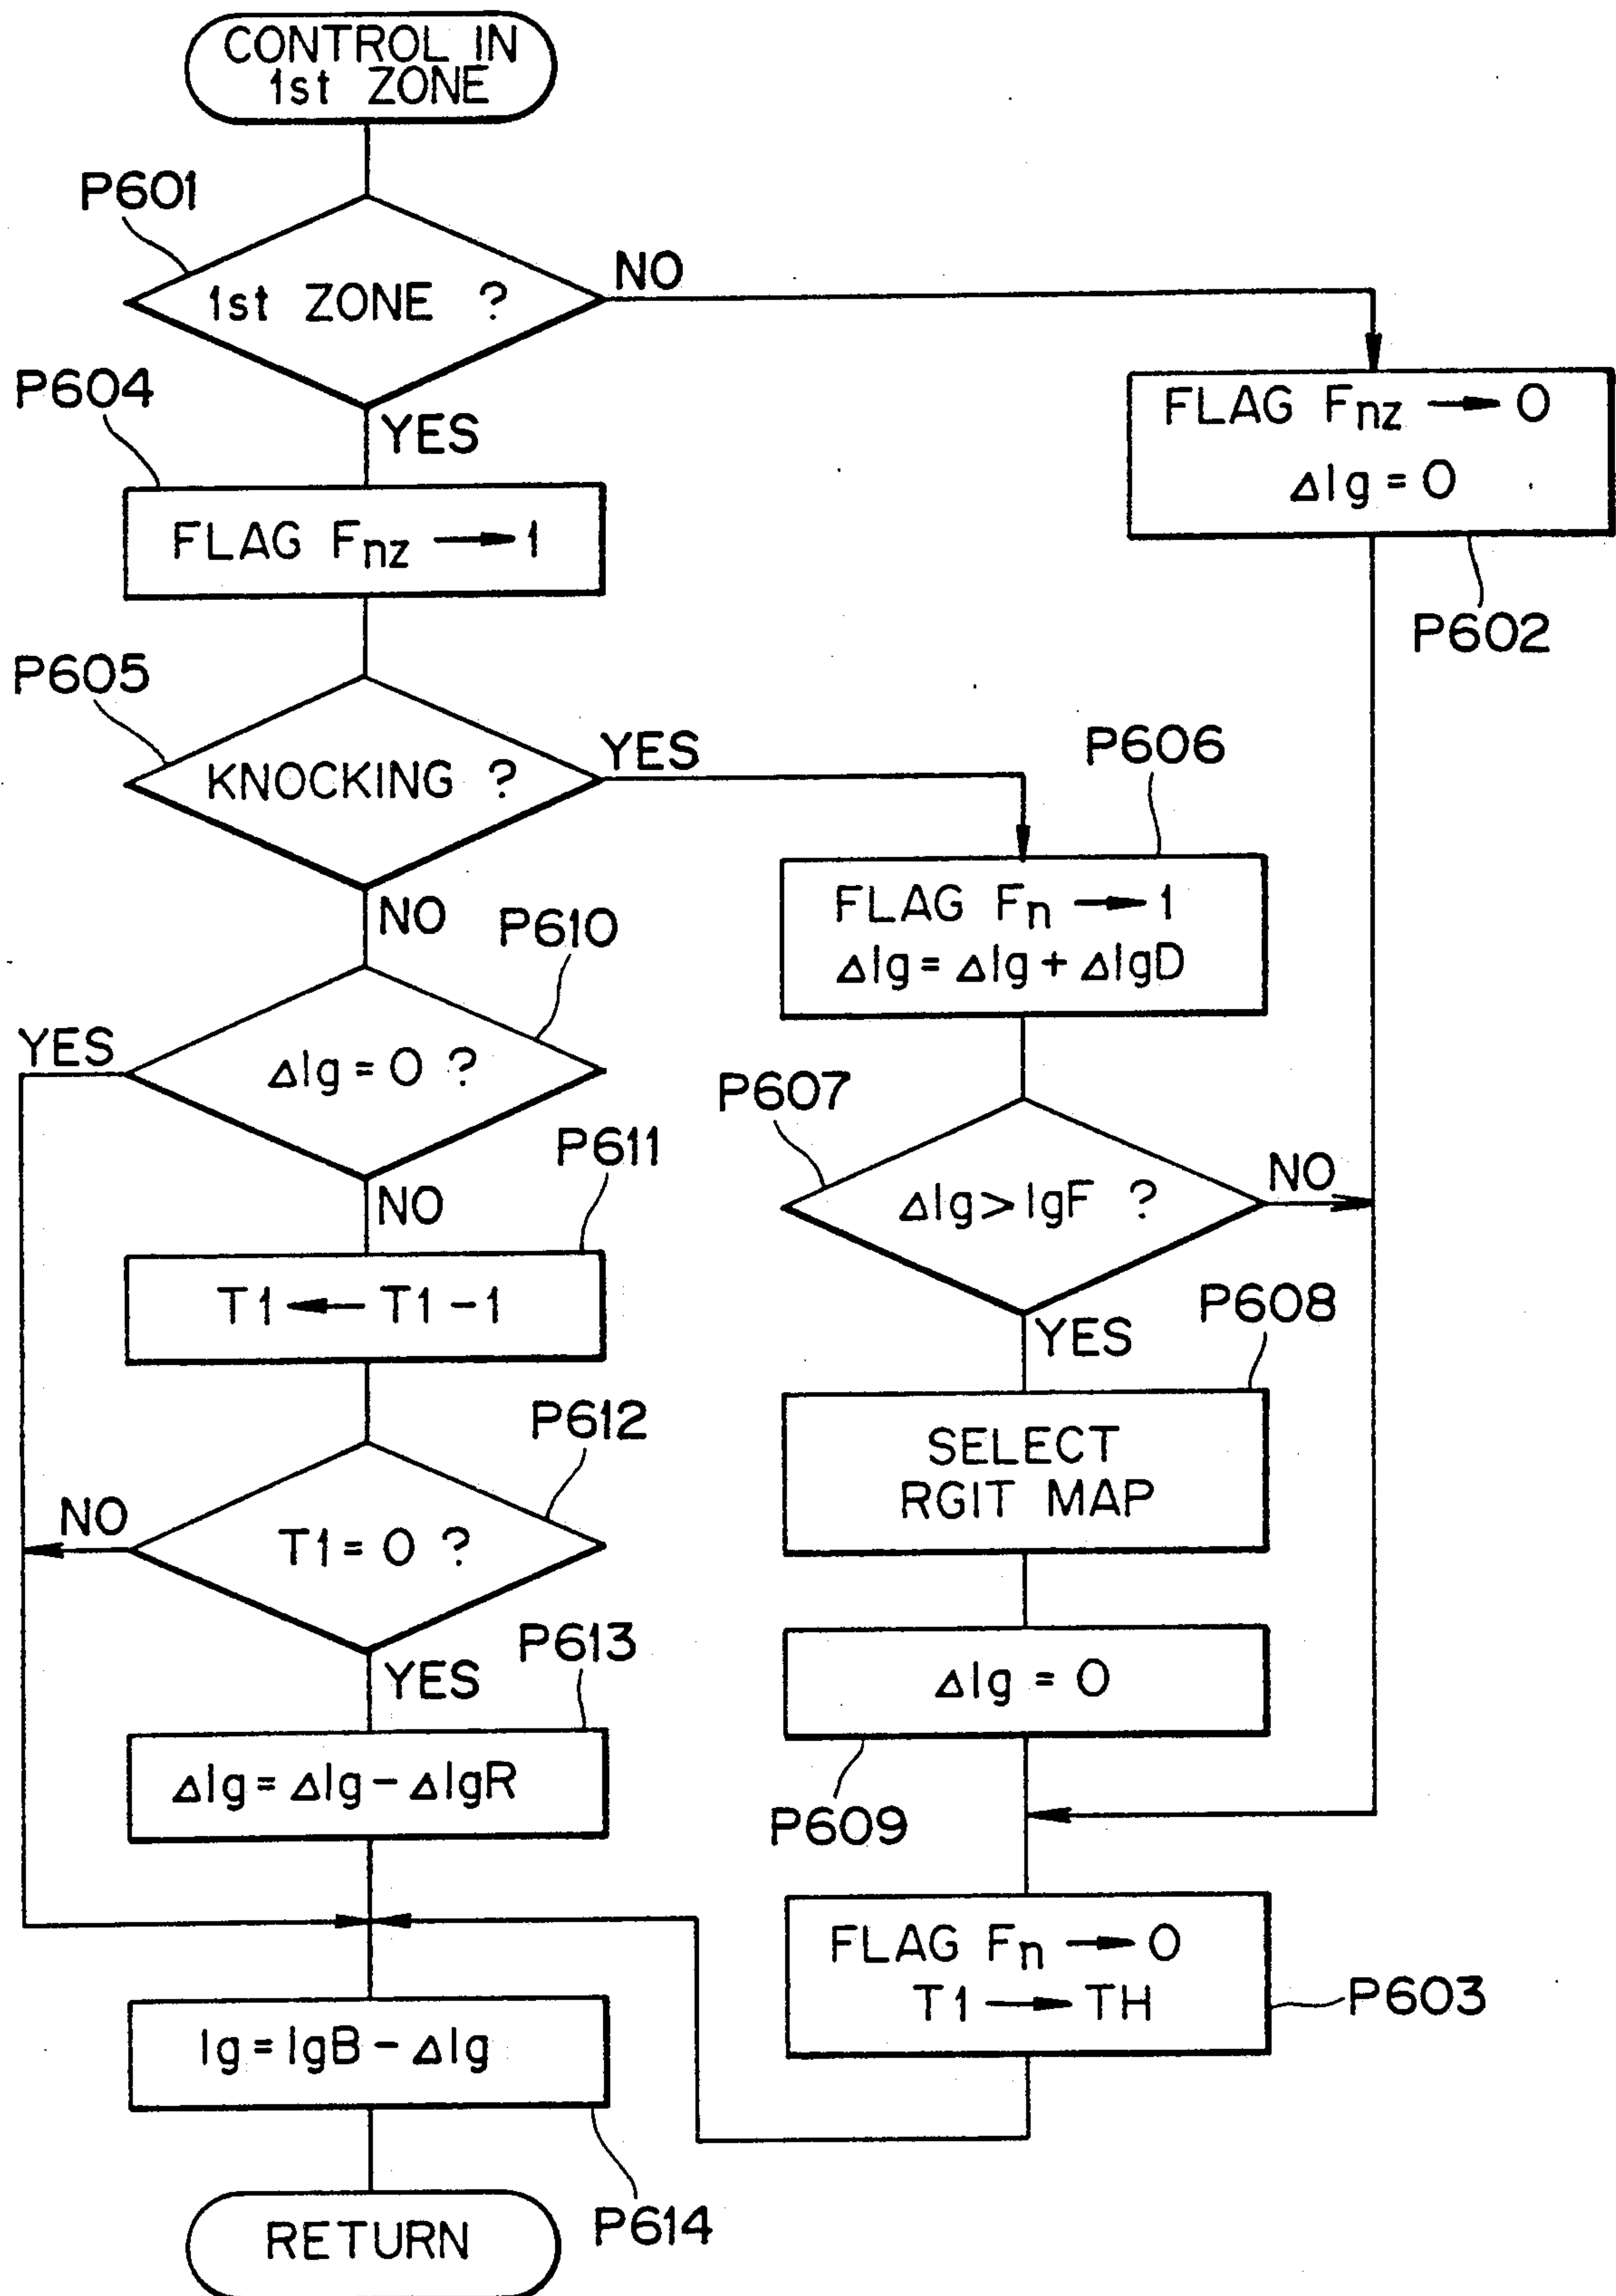 CONTROL IN
1st ZONE
P601
1st ZONE ?
NO
YES
P604
FLAG Fnz → 1
FLAG Fnz → 0
ΔIg = 0
P602
P605
KNOCKING ?
YES
NO
P606
FLAG Fn → 1
ΔIg = ΔIg + ΔIgD
P610
YES
ΔIg = 0 ?
NO
P607
ΔIg > IgF ?
NO
YES
P611
T1 ← T1 - 1
P608
SELECT
RGIT MAP
P612
NO
T1 = 0 ?
YES
P613
ΔIg = ΔIg - ΔIgR
ΔIg = 0
P609
FLAG Fn → 0
T1 → TH
P603
Ig = IgB - ΔIg
P614
RETURN